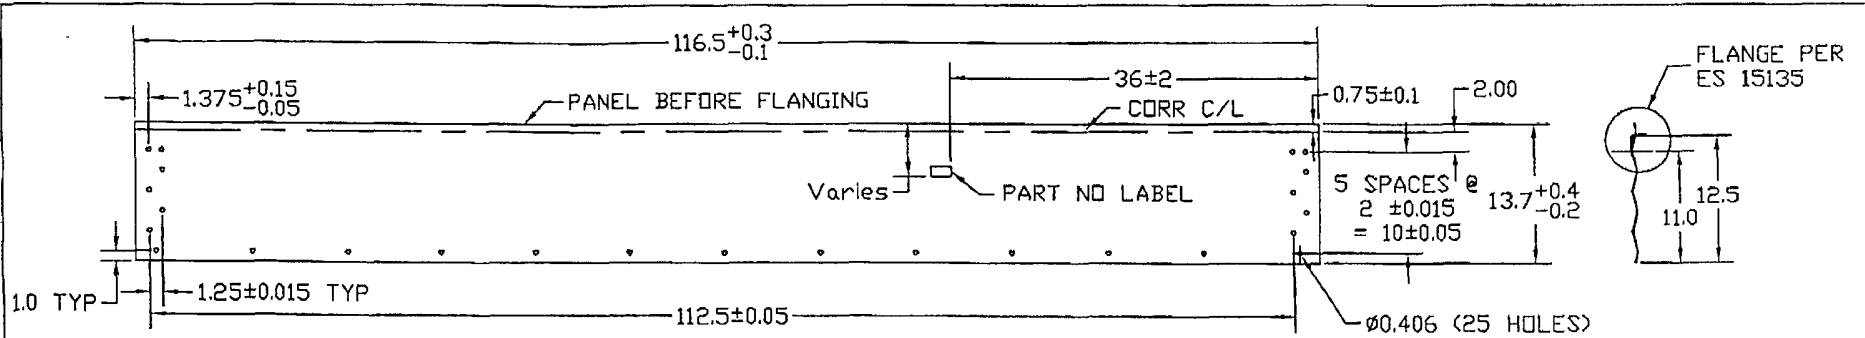 116.5+0.3
-0.1
36±2
FLANGE PER
ES 15135
1.375+0.15
-0.05
PANEL BEFORE FLANGING
CORR C/L
0.75±0.1
2.00
Varies
PART NO LABEL
5 SPACES @
2 ±0.015
= 10±0.05
13.7+0.4
-0.2
11.0
12.5
1.0 TYP
1.25±0.015 TYP
112.5±0.05
ø0.406 (25 HOLES)